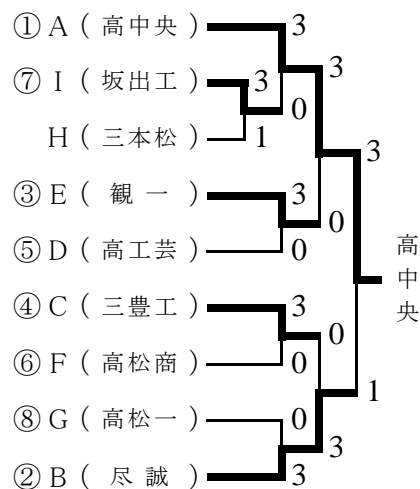 ①A(高中央) 3
3
⑦I(坂出工) 3
0
H(三本松) 1
3
③E(観一) 3
0
⑤D(高工芸) 0
高中央
④C(三豊工) 3
0
⑥F(高松商) 0
1
⑧G(高松一) 0
3
②B(尽誠) 3